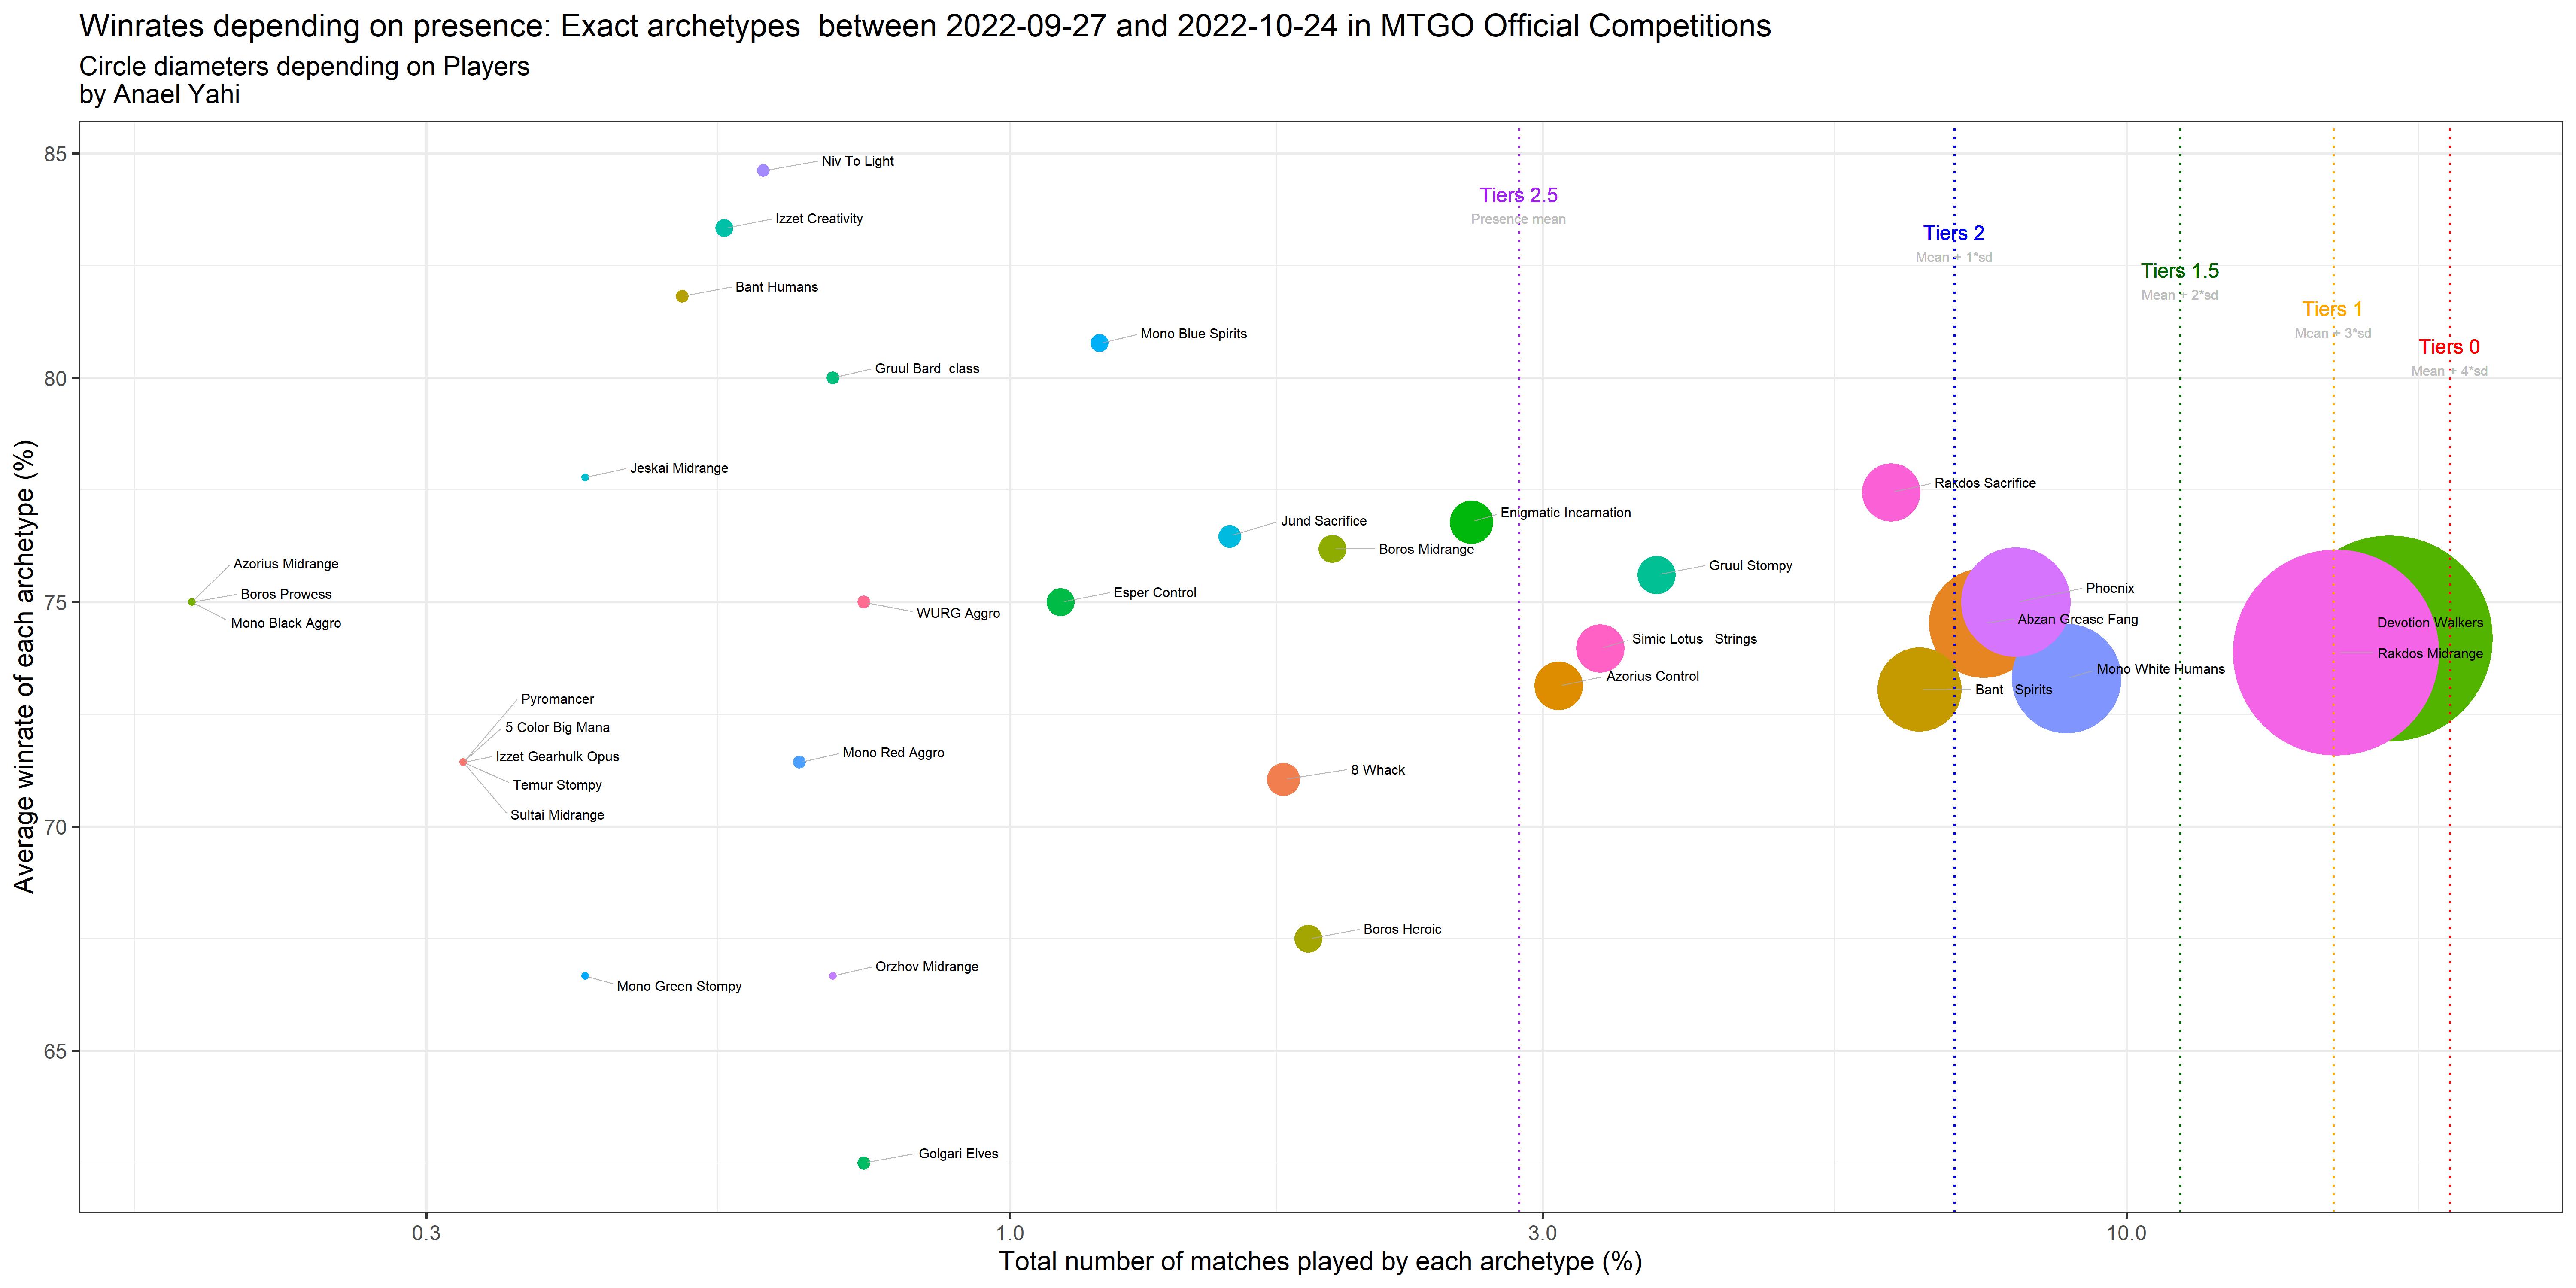 Winrates depending on presence: Exact archetypes  between 2022-09-27 and 2022-10-24 in MTGO Official Competitions
Circle diameters depending on Players
by Anael Yahi
Average winrate of each archetype (%)
85
80
75
70
65
Niv To Light
Izzet Creativity
Bant Humans
Mono Blue Spirits
Gruul Bard  class
Jeskai Midrange
Tiers 2.5
Presence mean
Tiers 2
Mean + 1*sd
Tiers 1.5
Mean + 2*sd
Tiers 1
Mean + 3*sd
Tiers 0
Mean + 4*sd
Rakdos Sacrifice
Enigmatic Incarnation
Jund Sacrifice
Boros Midrange
Gruul Stompy
Azorius Midrange
Boros Prowess
Mono Black Aggro
WURG Aggro
Esper Control
Phoenix
Abzan Grease Fang
Devotion Walkers
Simic Lotus   Strings
Rakdos Midrange
Azorius Control
Mono White Humans
Bant   Spirits
Pyromancer
5 Color Big Mana
Izzet Gearhulk Opus
Temur Stompy
Sultai Midrange
Mono Red Aggro
8 Whack
Boros Heroic
Orzhov Midrange
Mono Green Stompy
Golgari Elves
0.3
1.0
3.0
10.0
Total number of matches played by each archetype (%)